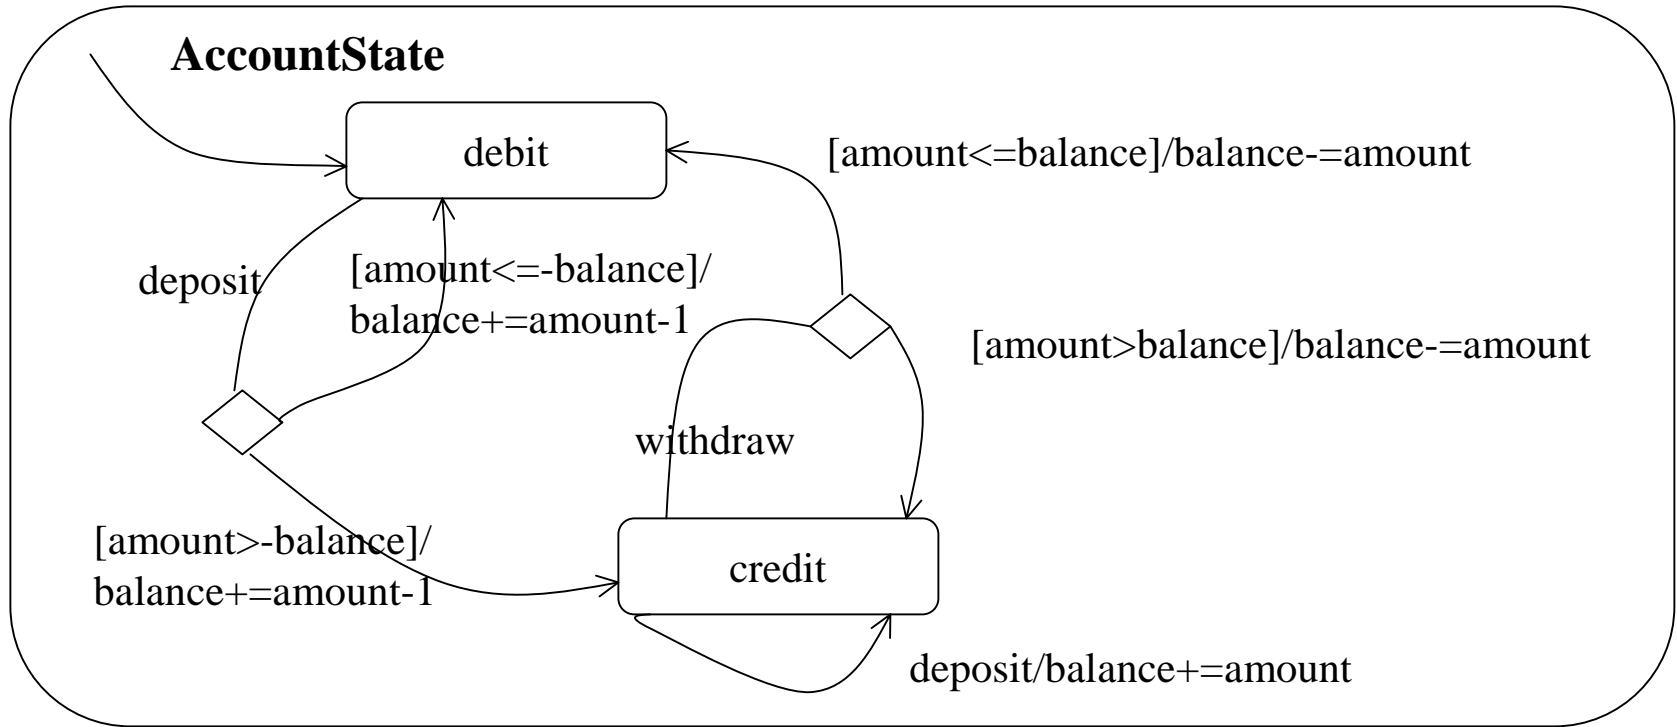 AccountState
debit
[amount<=balance]/balance-=amount
deposit
[amount<=-balance]/
balance+=amount-1
[amount>balance]/balance-=amount
withdraw
[amount>-balance]/
balance+=amount-1
credit
deposit/balance+=amount